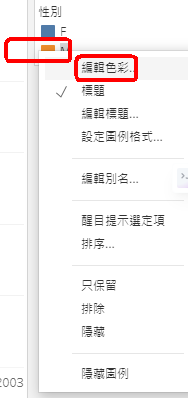 性別
F
編輯色彩...
標題
編輯標題...
設定圖例格式...
編輯別名...
醒目提示選定項
排序...
只保留
排除
隱藏
隱藏圖例
2003